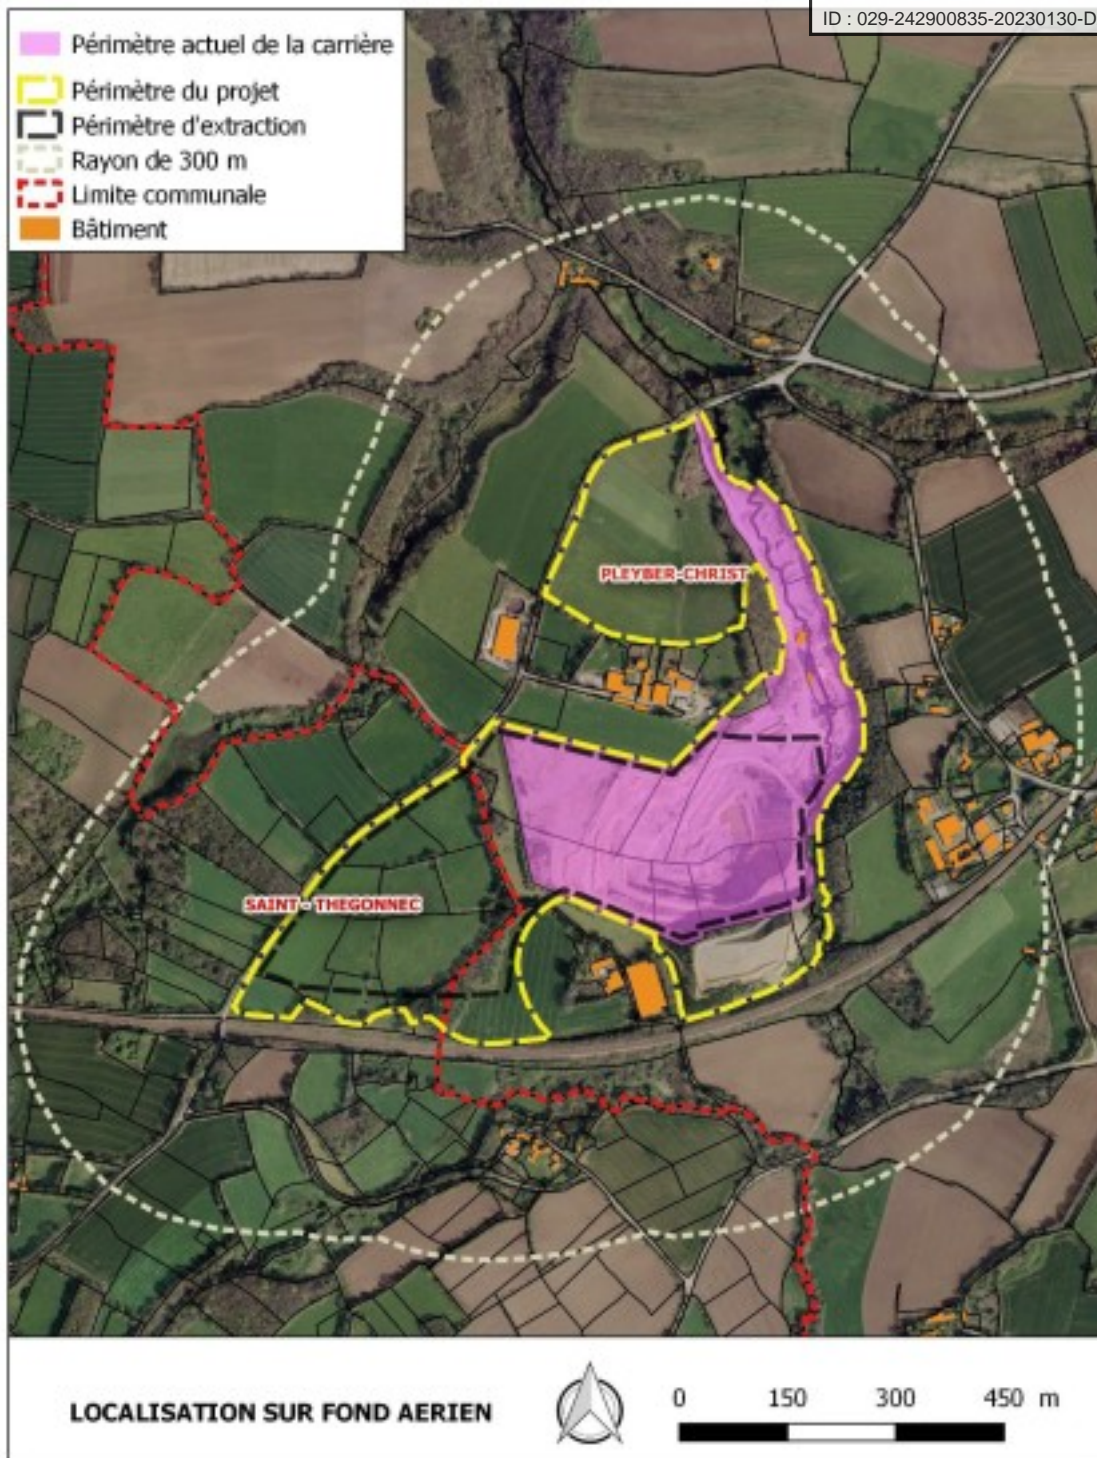 ID : 029-242900835-20230130-D
Périmètre actuel de la carrière
Périmètre du projet
Périmètre d'extraction
Rayon de 300 m
Limite communale
Bâtiment
PLEYBER-CHRIST
SAINT - THEGONNEC
LOCALISATION SUR FOND AERIEN
0 150 300 450 m